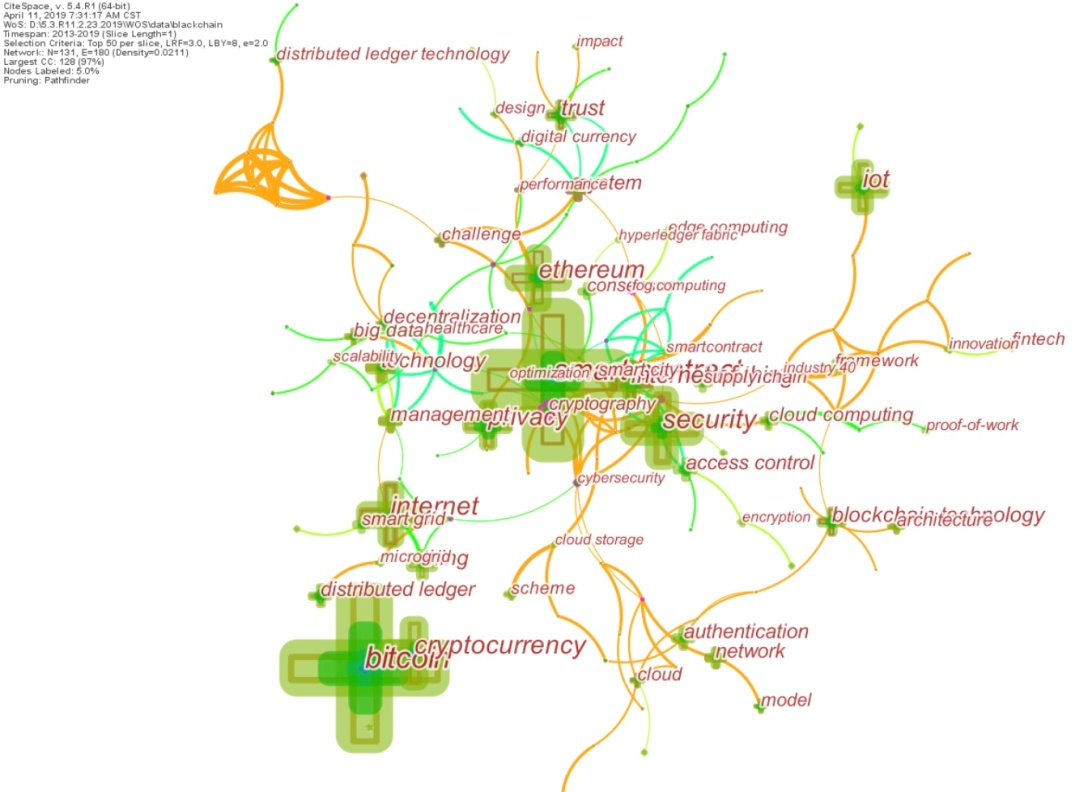 CiteSpace, v. 5.4.R1 (64-bit)
April 11, 2019 7:31:17 AM CST
WoS: D:\5.3.R11.2.23.2019\WOS\data\blackchain
Timespan: 2013-2019 (Slice Length=1)
Selection Criteria: Top 50 per slice, LRF=3.0, LBY=8, e=2.0
Network: N=131, E=180 (Density=0.0211)
Largest CC: 128 (97%)
Nodes Labeled: 5.0%
Pruning: Pathfinder
distributed ledger technology
impact
design
trust
digital currency
performance
iot
challenge
edge computing
hyperledger fabric
ethereum
fog computing
decentralization
big data
healthcare
smartcontract
innovation
fintech
scalability
optimization
smart city
supply chain
industry 40
framework
management
privacy
cryptography
security
cloud computing
proof-of-work
access control
cybersecurity
internet
smart grid
encryption
blockchain technology
architecture
cloud storage
microgrid
distributed ledger
scheme
authentication
network
bitcoin
cryptocurrency
cloud
model